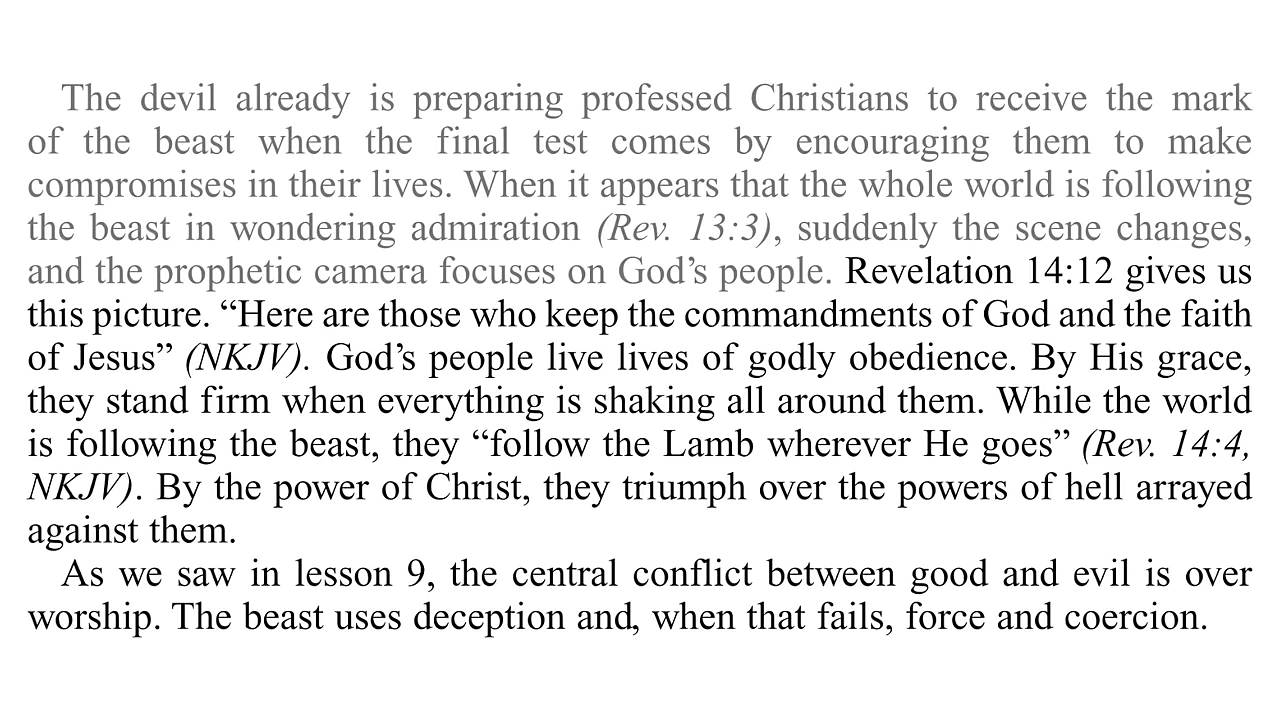 The devil already is preparing professed Christians to receive the mark
of the beast when the final test comes by encouraging them to make
compromises in their lives. When it appears that the whole world is following
the beast in wondering admiration (Rev. 13:3), suddenly the scene changes,
and the prophetic camera focuses on God’s people. Revelation 14:12 gives us
this picture. “Here are those who keep the commandments of God and the faith
of Jesus” (NKJV). God’s people live lives of godly obedience. By His grace,
they stand firm when everything is shaking all around them. While the world
is following the beast, they “follow the Lamb wherever He goes” (Rev. 14:4,
NKJV). By the power of Christ, they triumph over the powers of hell arrayed
against them.
As we saw in lesson 9, the central conflict between good and evil is over
worship. The beast uses deception and, when that fails, force and coercion.